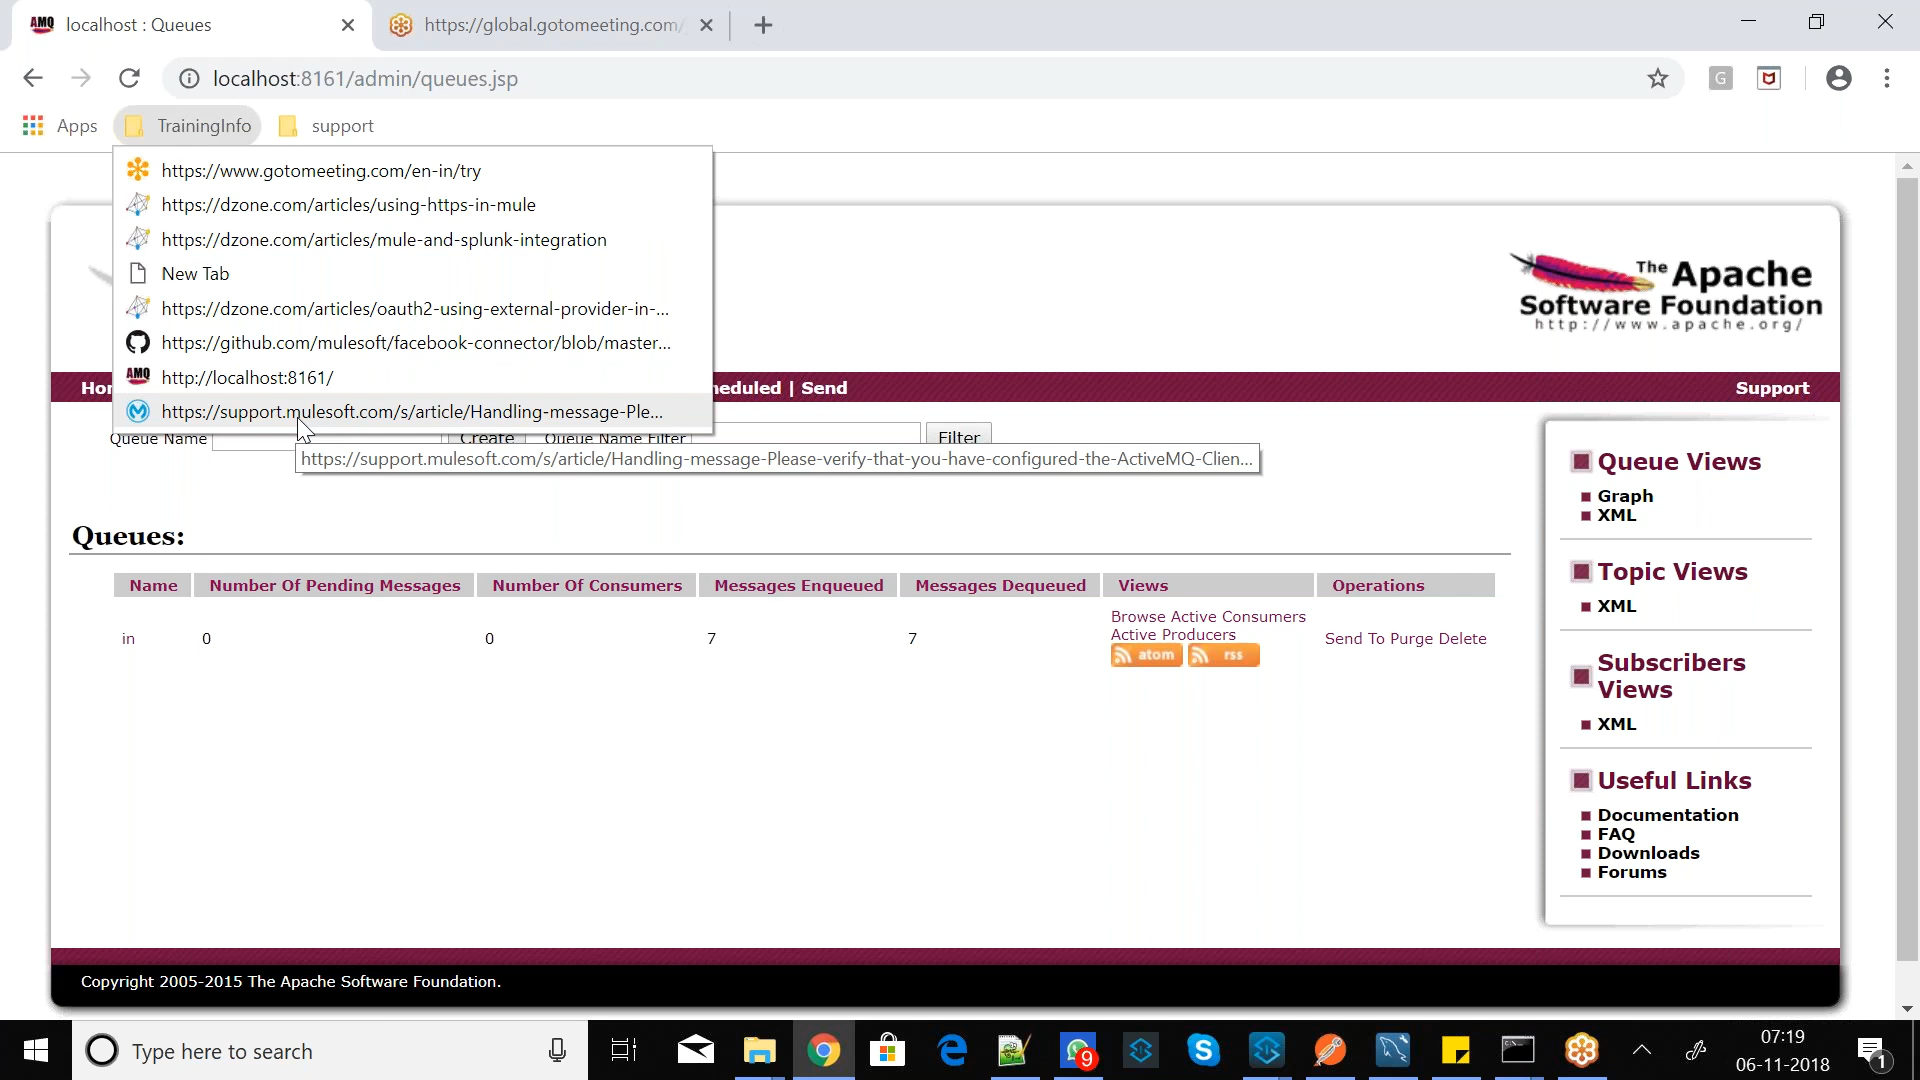 AMQ localhost : Queues
https://global.gotomeeting.com/
localhost:8161/admin/queues.jsp
G
Apps
TrainingInfo
support
https://www.gotomeeting.com/en-in/try
https://dzone.com/articles/using-https-in-mule
https://dzone.com/articles/mule-and-splunk-integration
New Tab
https://dzone.com/articles/oauth2-using-external-provider-in-...
https://github.com/mulesoft/facebook-connector/blob/master...
AMQ http://localhost:8161/
https://support.mulesoft.com/s/article/Handling-message-Ple...
The Apache
Software Foundation
http://www.apache.org/
Hor
heduled | Send
Support
Queue Name
Create
Queue Name Filter
Filter
https://support.mulesoft.com/s/article/Handling-message-Please-verify-that-you-have-configured-the-ActiveMQ-Clien...
Queues:
Name Number Of Pending Messages Number Of Consumers Messages Enqueued Messages Dequeued Views Operations
in 0 0 7 7
Browse Active Consumers
Active Producers
atom rss
Send To Purge Delete
Queue Views
Graph
XML
Topic Views
XML
Subscribers
Views
XML
Useful Links
Documentation
FAQ
Downloads
Forums
Copyright 2005-2015 The Apache Software Foundation.
Type here to search
9
07:19
06-11-2018
1